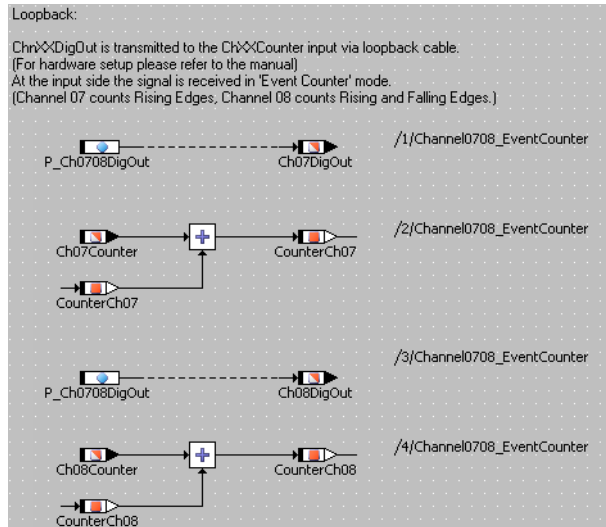 Loopback:
ChnXXDigOut is transmitted to the ChXXCounter input via loopback cable.
(For hardware setup please refer to the manual)
At the input side the signal is received in 'Event Counter' mode.
(Channel 07 counts Rising Edges, Channel 08 counts Rising and Falling Edges.)
/1/Channel0708_EventCounter
P_Ch0708DigOut
Ch07DigOut
/2/Channel0708_EventCounter
Ch07Counter
CounterCh07
CounterCh07
/3/Channel0708_EventCounter
P_Ch0708DigOut
Ch08DigOut
/4/Channel0708_EventCounter
Ch08Counter
CounterCh08
CounterCh08